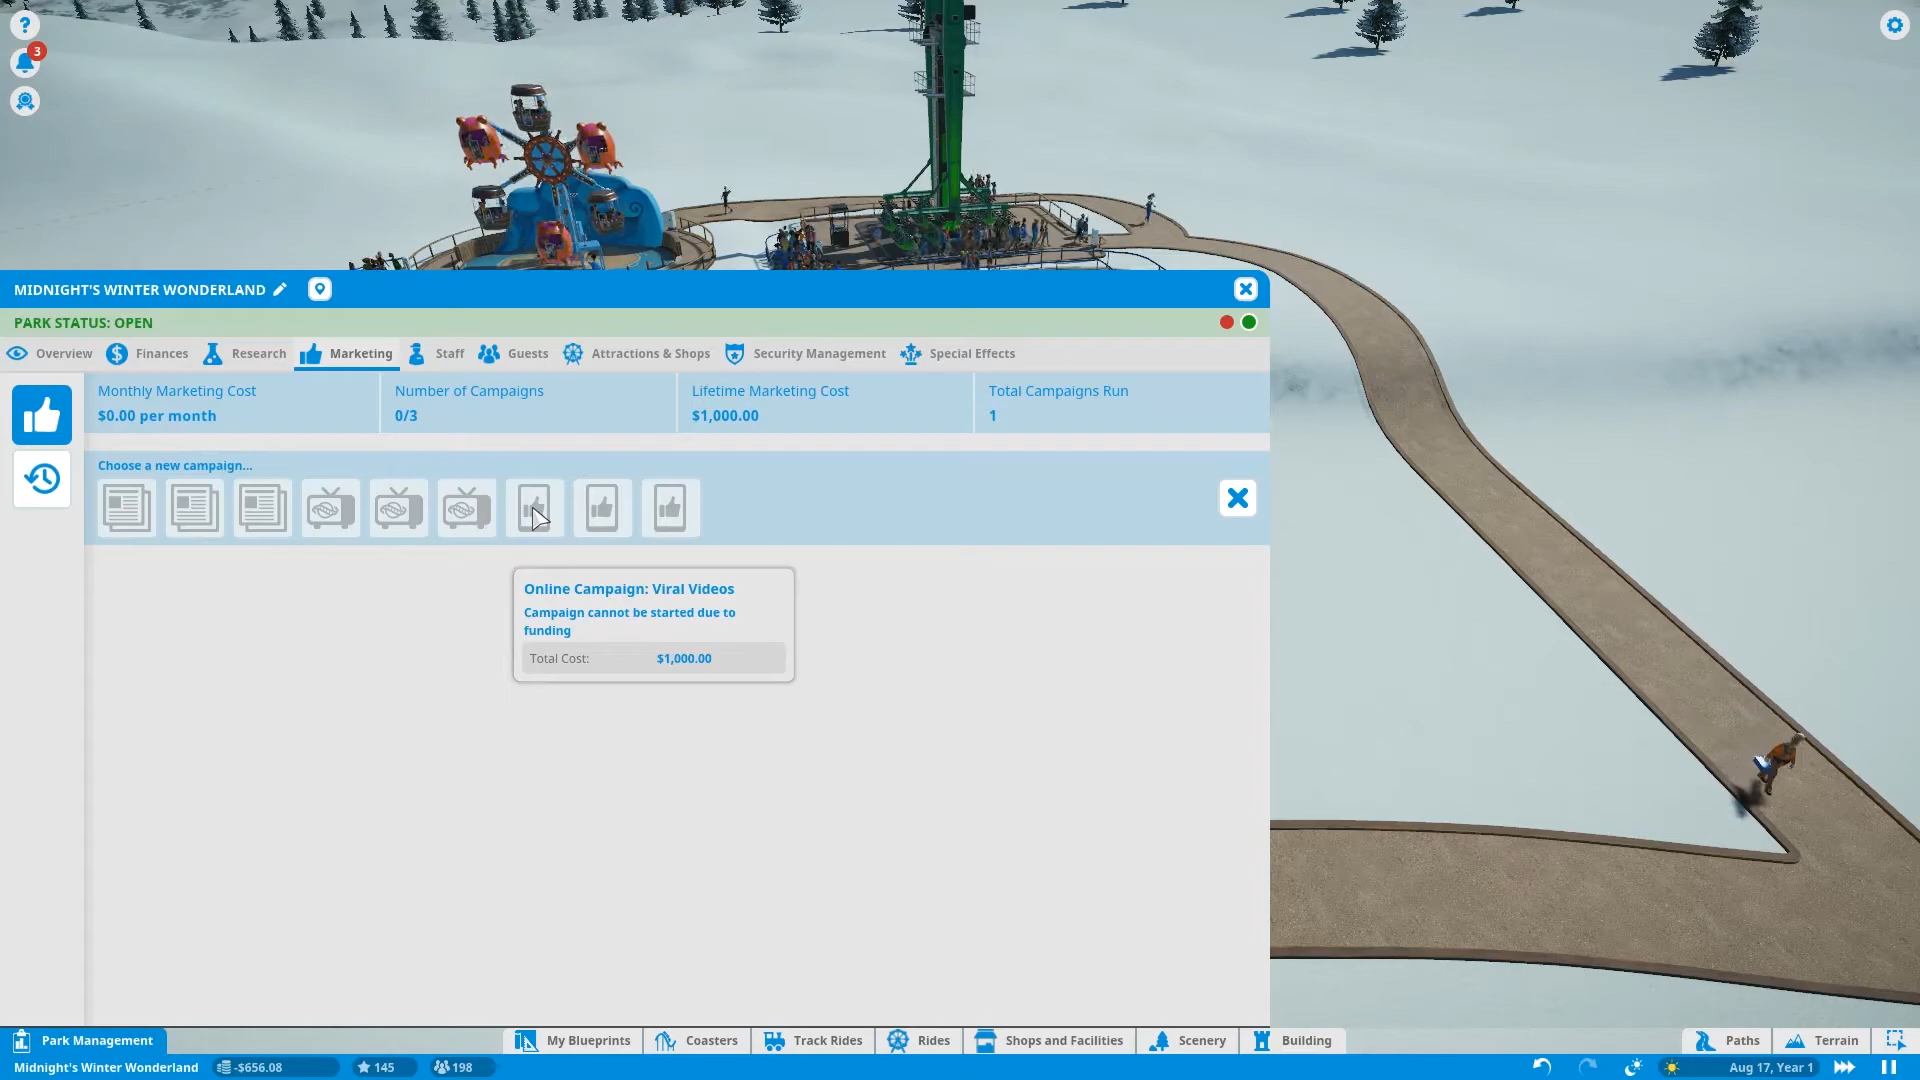 ?
3
MIDNIGHT'S WINTER WONDERLAND
PARK STATUS: OPEN
Overview
Finances
Research
Marketing
Staff
Guests
Attractions & Shops
Security Management
Special Effects
Monthly Marketing Cost
$0.00 per month
Number of Campaigns
0/3
Lifetime Marketing Cost
$1,000.00
Total Campaigns Run
1
Choose a new campaign...
Online Campaign: Viral Videos
Campaign cannot be started due to
funding
Total Cost: $1,000.00
Park Management
My Blueprints
Coasters
Track Rides
Rides
Shops and Facilities
Scenery
Building
Paths
Terrain
Midnight's Winter Wonderland
-$656.08
145
198
Aug 17, Year 1